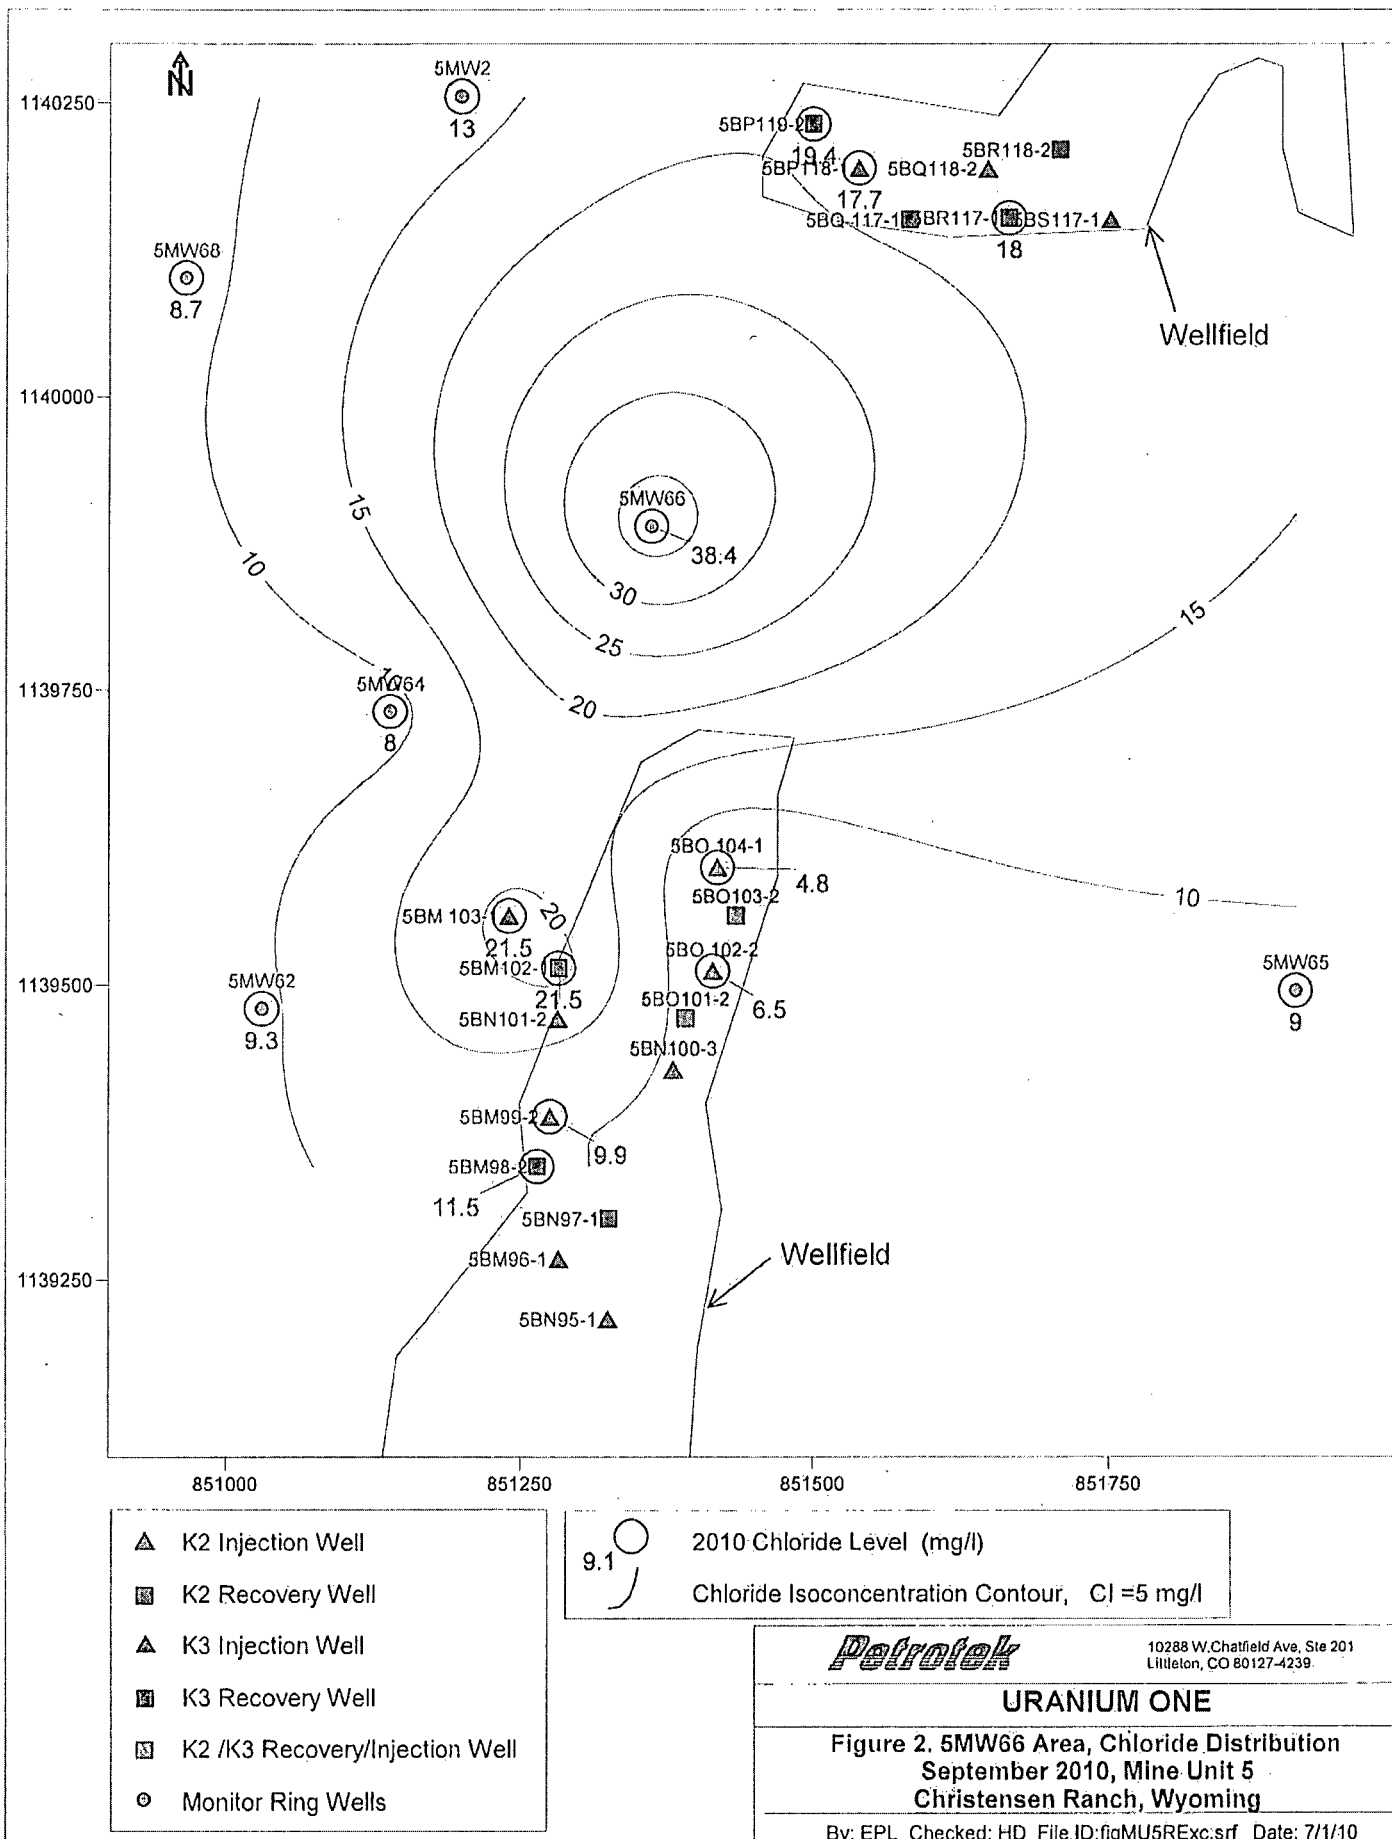 N
5MW2
13
1140250
5BP119-2
19.4
5BR118-2
5BP118-1
5BQ118-2
17.7
5BQ-117-1
5BR117-
5BS117-1
18
5MW68
8.7
Wellfield
1140000
15
5MW66
38.4
10
30
15
25
1139750
10
5MW64
8
20
5BO 104-1
4.8
5BO103-2
10
5BM 103-
20
21.5
5BO 102-2
5BM102-
6.5
5MW65
9
1139500
5MW62
9.3
21.5
5BO101-2
5BN101-2
5BN100-3
5BM99-2
9.9
5BM98-2
11.5
5BN97-1
5BM96-1
Wellfield
1139250
5BN95-1
851000
851250
851500
851750
K2 Injection Well
K2 Recovery Well
K3 Injection Well
K3 Recovery Well
K2 /K3 Recovery/Injection Well
Monitor Ring Wells
9.1
2010 Chloride Level (mg/l)
Chloride Isoconcentration Contour, CI =5 mg/l
Petrotek
10288 W.Chatfield Ave, Ste 201
Littleton, CO 80127-4239
URANIUM ONE
Figure 2. 5MW66 Area, Chloride Distribution
September 2010, Mine Unit 5
Christensen Ranch, Wyoming
By: EPL Checked: HD File ID:figMU5RExc.srf Date: 7/1/10